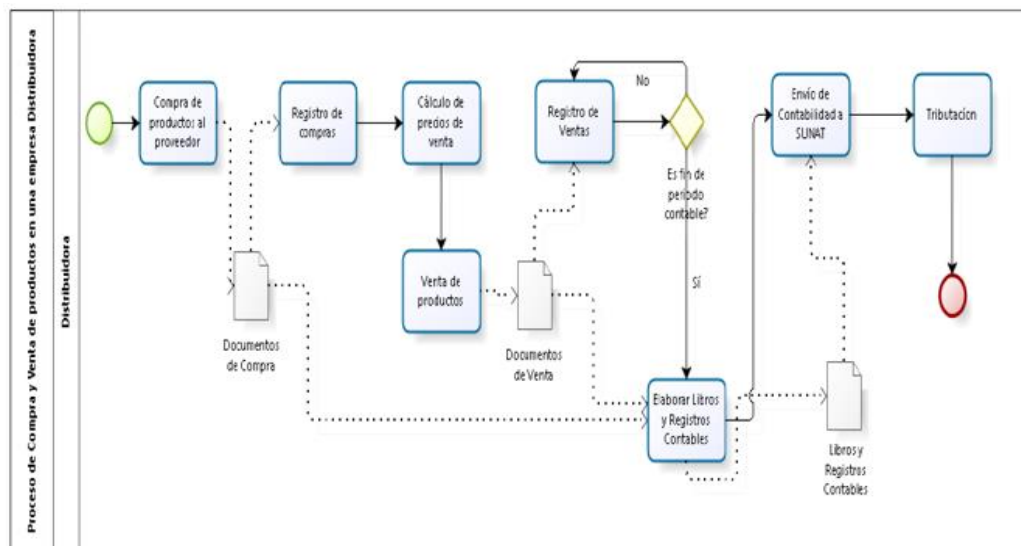 Proceso de Compra y Venta de productos en una empresa Distribuidora
Distribuidora
Compra de
productos al
proveedor
Registro de
compras
Cálculo de
precios de
venta
Registro de
Ventas
No
Es fin de
periodo
contable?
Sí
Envío de
Contabilidad a
SUNAT
Tributacion
Venta de
productos
Documentos
de Compra
Documentos
de Venta
Elaborar Libros
y Registros
Contables
Libros y
Registros
Contables